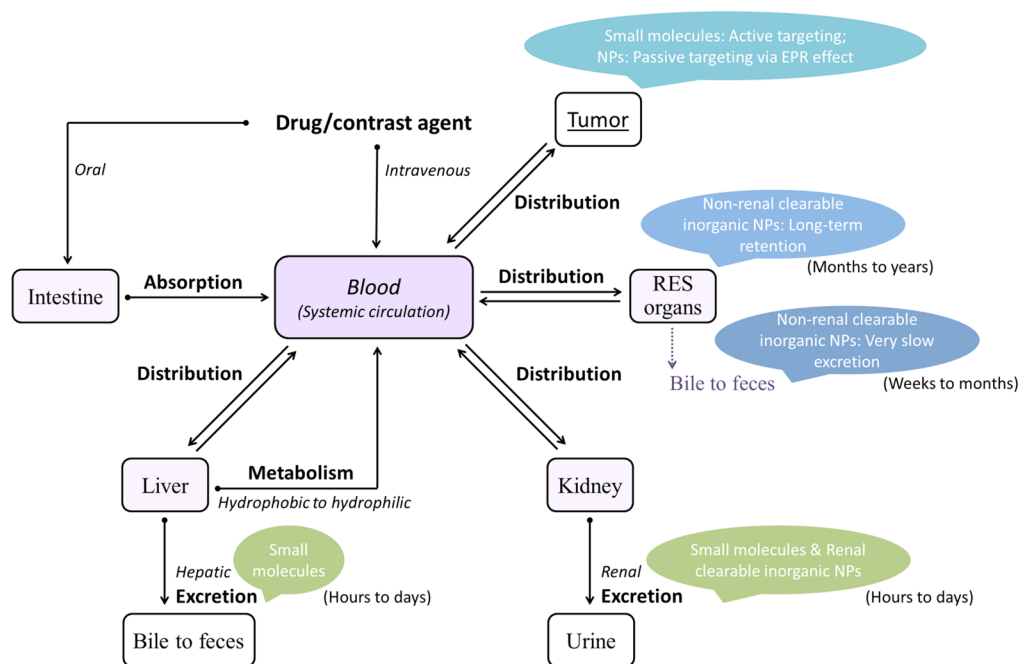 Small molecules: Active targeting;
NPs: Passive targeting via EPR effect
Tumor
Drug/contrast agent
Oral
Intravenous
Distribution
Non-renal clearable
inorganic NPs: Long-term
retention
(Months to years)
Intestine
Absorption
Blood
(Systemic circulation)
Distribution
RES
organs
Non-renal clearable
inorganic NPs: Very slow
excretion
(Weeks to months)
Bile to feces
Distribution
Distribution
Liver
Metabolism
Hydrophobic to hydrophilic
Kidney
Small
molecules
Hepatic
Excretion
(Hours to days)
Bile to feces
Small molecules & Renal
clearable inorganic NPs
Renal
Excretion
(Hours to days)
Urine